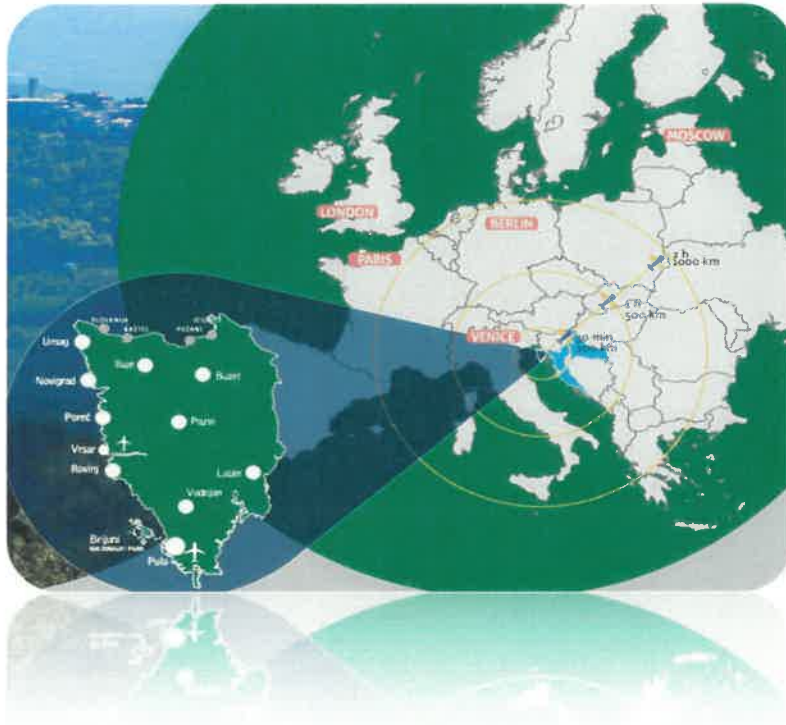 MOSCOW
LONDON
BERLIN
PARIS
2 h
1000 km
1 h
500 km
VENICE
Umag
Buje
Buzet
Novigrad
Pazin
Poreč
Vrsar
Rovinj
Labin
Vodnjan
Brijuni
Pula